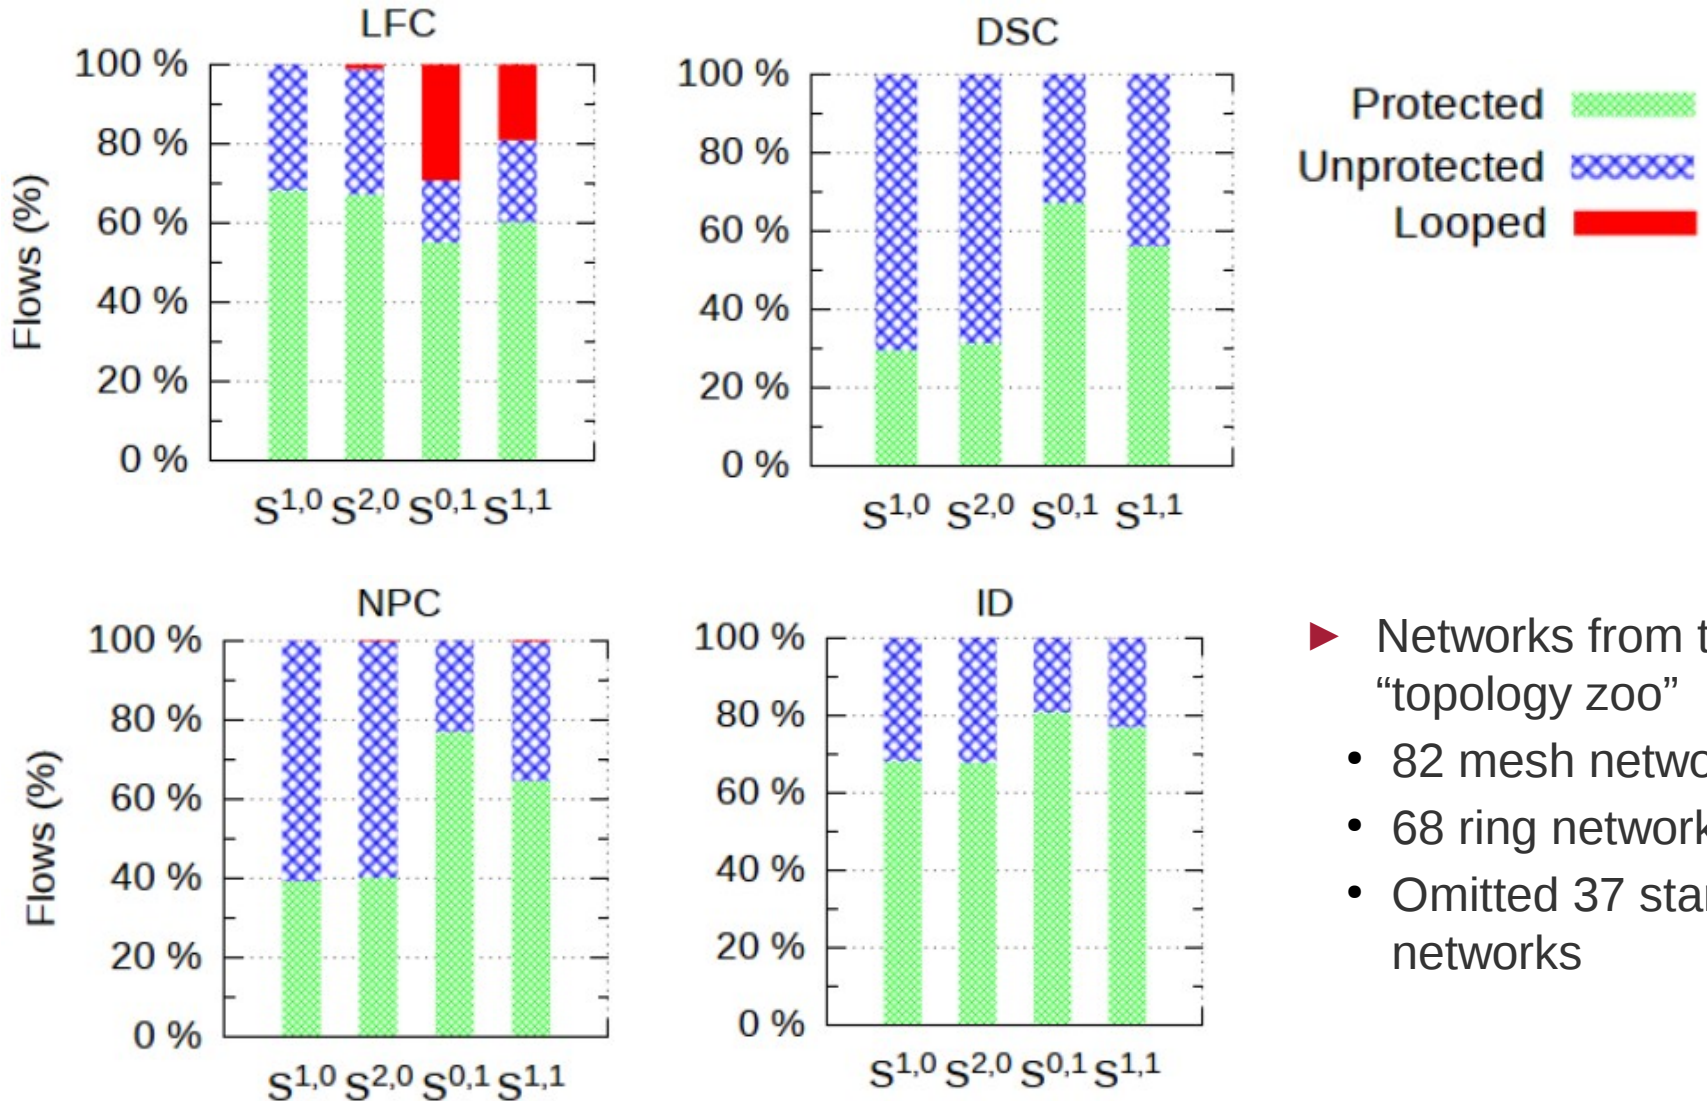 LFC
100 %
80 %
60 %
40 %
20 %
0 %
Flows (%)
S1,0 S2,0 S0,1 S1,1
DSC
100 %
80 %
60 %
40 %
20 %
0 %
S1,0 S2,0 S0,1 S1,1
Protected
Unprotected
Looped
NPC
100 %
80 %
60 %
40 %
20 %
0 %
Flows (%)
S1,0 S2,0 S0,1 S1,1
ID
100 %
80 %
60 %
40 %
20 %
0 %
S1,0 S2,0 S0,1 S1,1
► Networks from
“topology zoo”
• 82 mesh
• 68 ring
• Omitted 37
networks